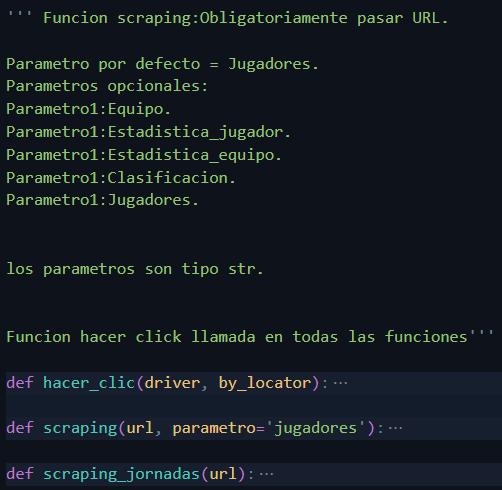 ''' Funcion scraping:Obligatoriamente pasar URL.
Parametro por defecto = Jugadores.
Parametros opcionales:
Parametro1:Equipo.
Parametro1:Estadistica_jugador.
Parametro1:Estadistica_equipo.
Parametro1:Clasificacion.
Parametro1:Jugadores.
los parametros son tipo str.
Funcion hacer click llamada en todas las funciones'''
def hacer_clic(driver, by_locator):···
def scraping(url, parametro='jugadores'):···
def scraping_jornadas(url):···